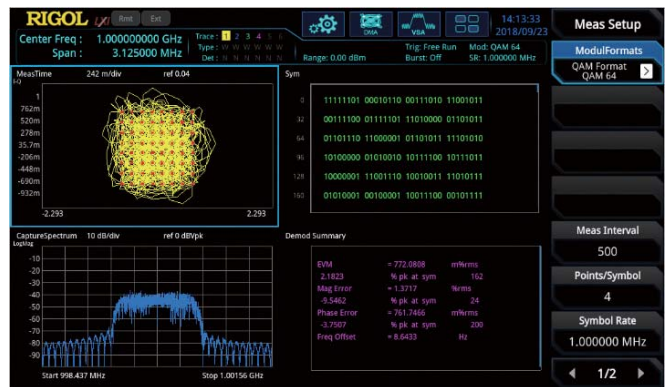 RIGOL LXI Rmt Ext
14:13:33
2018/09/23
DMA
VSA
Center Freq : 1.000000000 GHz
Span : 3.125000 MHz
Trace : 1 2 3 4 5 6
Type : W W W W W W
Det : N N N N N N
Range: 0.00 dBm
Trig: Free Run
Burst: Off
Mod: QAM 64
SR: 1.000000 MHz
MeasTime 242 m/div ref 0.04
I-Q
1
762m
520m
278m
35.7m
-206m
-448m
-690m
-932m
-2.293 2.293
Sym
0 11111101 00010110 00111010 11001011
32 00111100 01111101 11010000 01101011
64 01101110 11000001 01101011 11101010
96 10100000 01010010 10111100 10111011
128 10000001 11001110 10010011 11010110
160 01010001 00100001 10011100 00101111
CaptureSpectrum 10 dB/div ref 0 dBVpk
LogMag
-10
-20
-30
-40
-50
-60
-70
-80
-90
Start 998.437 MHz Stop 1.00156 GHz
Demod Summary
EVM = 772.0808 m%rms
2.1823 % pk at sym 162
Mag Error = 1.3717 %rms
-9.5462 % pk at sym 24
Phase Error = 761.7466 m%rms
-3.7507 % pk at sym 200
Freq Offset = 8.6433 Hz
Meas Setup
ModulFormats
QAM Format
QAM 64
Meas Interval
500
Points/Symbol
4
Symbol Rate
1.000000 MHz
1/2